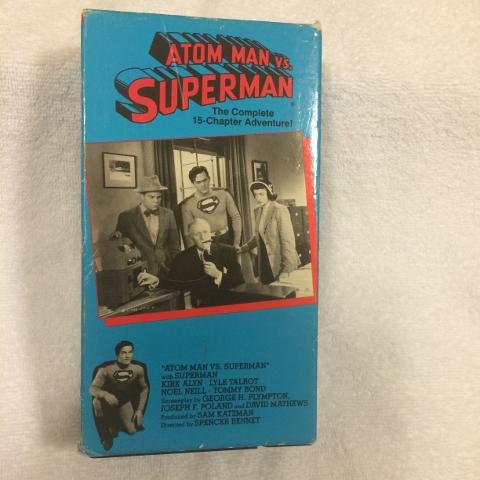 ATOM MAN VS.
SUPERMAN®
The Complete
15-Chapter Adventure!
"ATOM MAN VS. SUPERMAN"
with SUPERMAN
KIRK ALYN · LYLE TALBOT
NOEL NEILL · TOMMY BOND
Screenplay by GEORGE H. PLYMPTON,
JOSEPH F. POLAND and DAVID MATHEWS
Produced by SAM KATZMAN
Directed by SPENCER BENNET